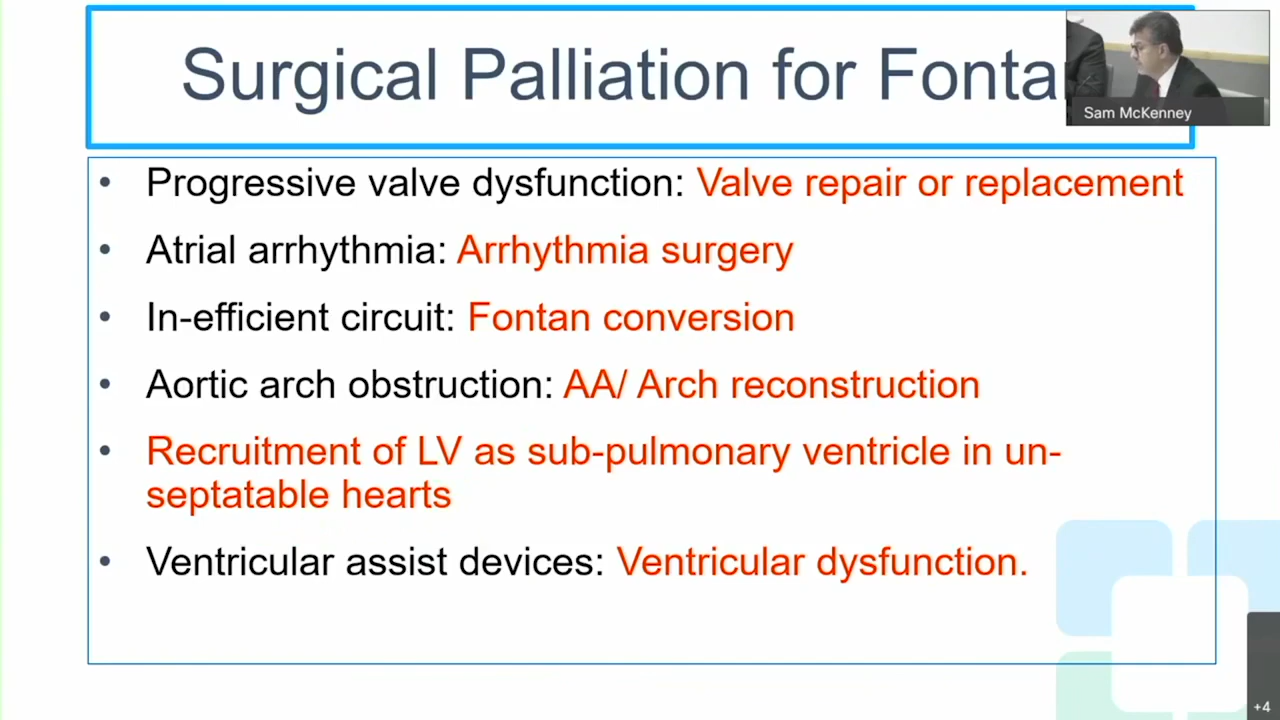 Surgical Palliation for Fonta
Sam McKenney
• Progressive valve dysfunction: Valve repair or replacement
• Atrial arrhythmia: Arrhythmia surgery
• In-efficient circuit: Fontan conversion
• Aortic arch obstruction: AA/ Arch reconstruction
• Recruitment of LV as sub-pulmonary ventricle in un-
septatable hearts
• Ventricular assist devices: Ventricular dysfunction.
+4